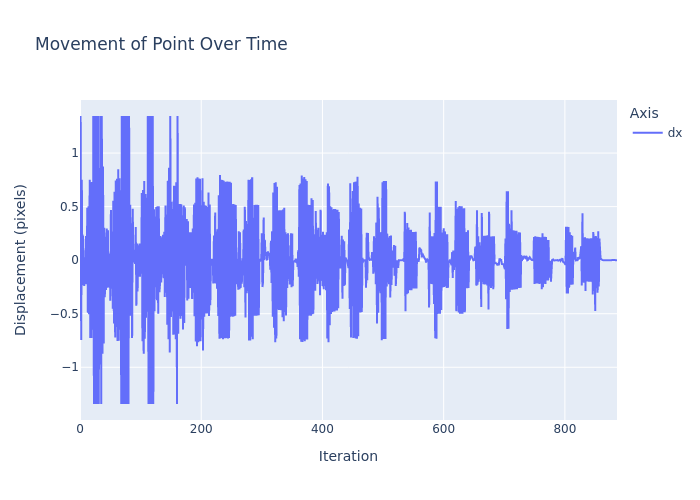 Movement of Point Over Time
Axis
dx
1
0.5
0
−0.5
−1
Displacement (pixels)
0 200 400 600 800
Iteration